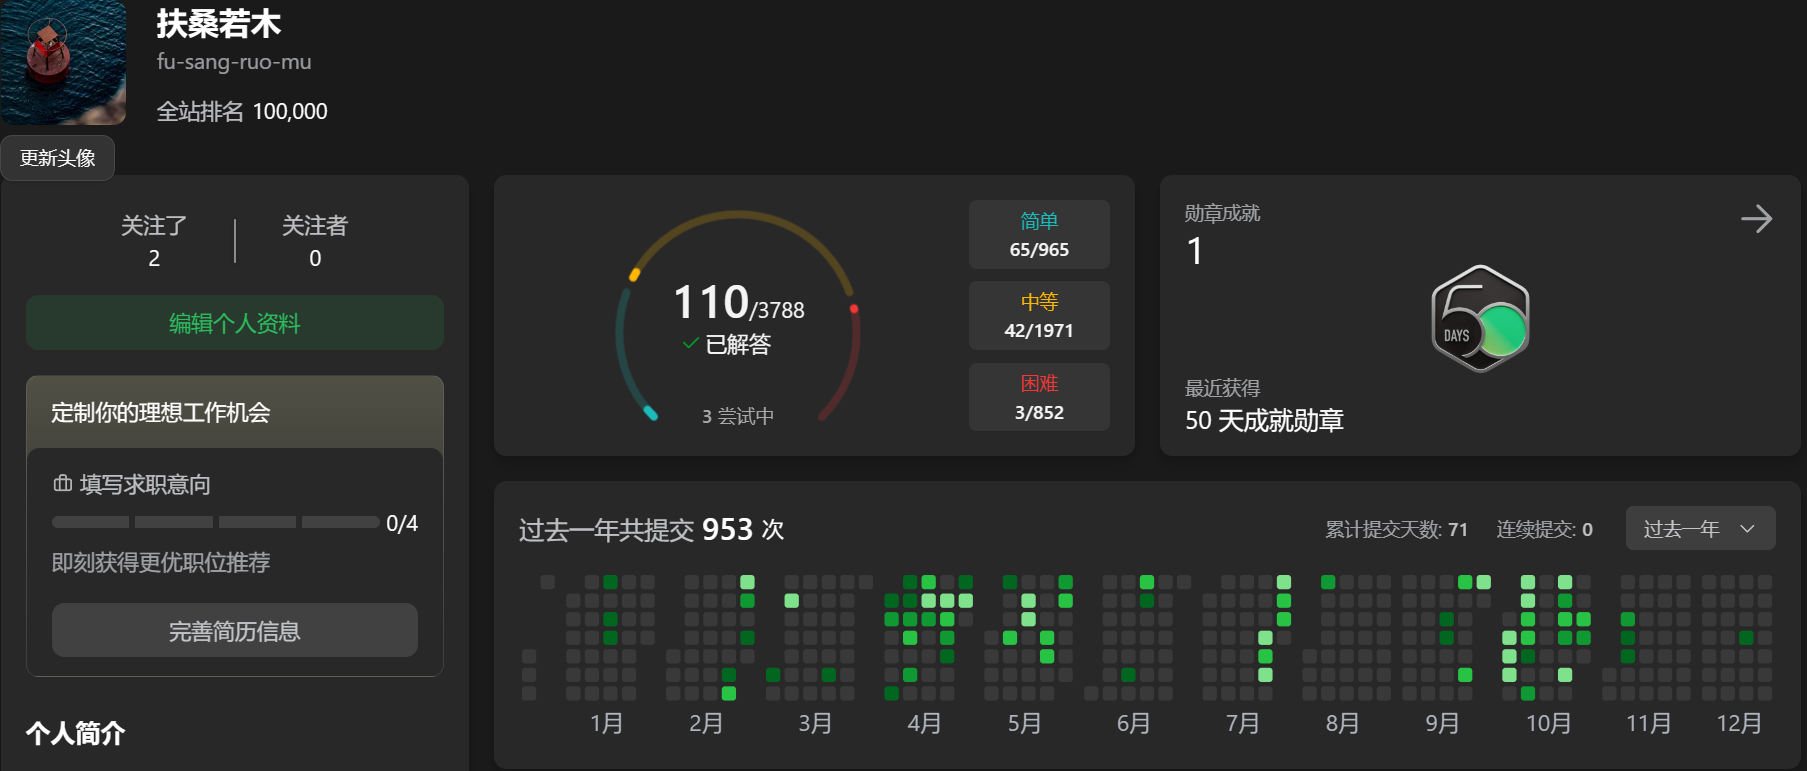 扶桑若木
fu-sang-ruo-mu
全站排名 100,000
更新头像
关注了
2
关注者
0
编辑个人资料
定制你的理想工作机会
填写求职意向
0/4
即刻获得更优职位推荐
完善简历信息
个人简介
110/3788
已解答
3 尝试中
简单
65/965
中等
42/1971
困难
3/852
勋章成就
1
50
DAYS
最近获得
50 天成就勋章
过去一年共提交 953 次
累计提交天数: 71
连续提交: 0
过去一年
1月
2月
3月
4月
5月
6月
7月
8月
9月
10月
11月
12月